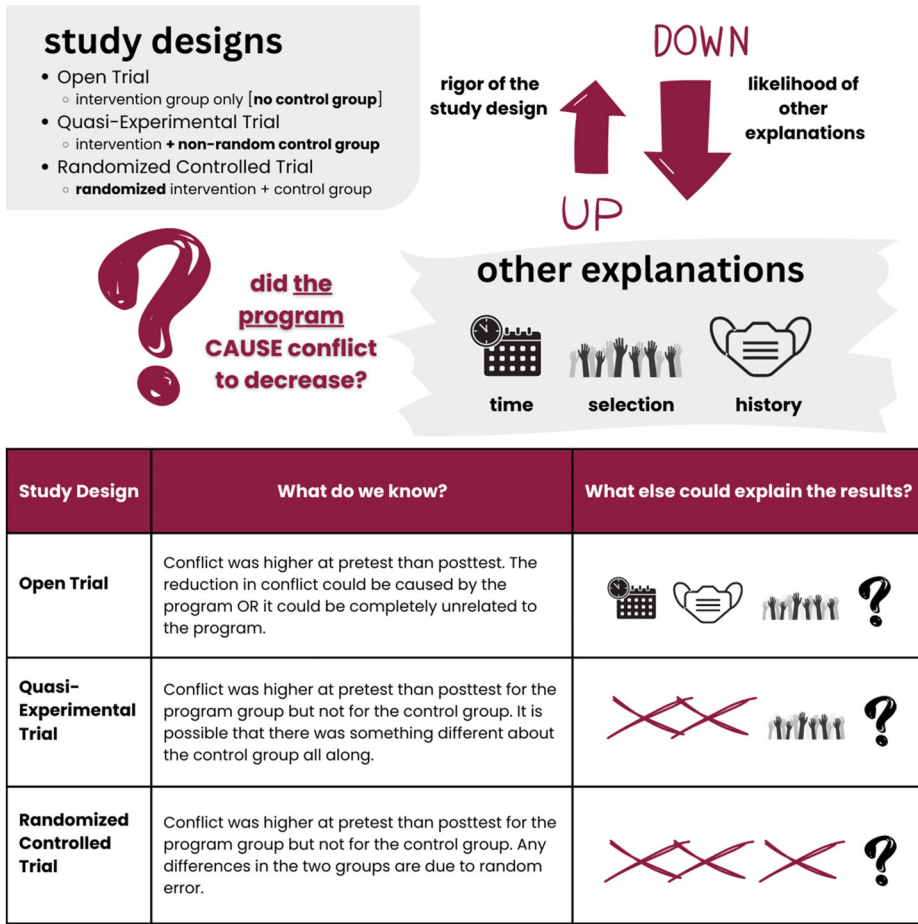 study designs
• Open Trial
◦ intervention group only [no control group]
• Quasi-Experimental Trial
◦ intervention + non-random control group
• Randomized Controlled Trial
◦ randomized intervention + control group
rigor of the
study design
UP
DOWN
likelihood of
other
explanations
did the
program
CAUSE conflict
to decrease?
other explanations
time
selection
history
Study Design
What do we know?
What else could explain the results?
Open Trial
Conflict was higher at pretest than posttest. The
reduction in conflict could be caused by the
program OR it could be completely unrelated to
the program.
Quasi-
Experimental
Trial
Conflict was higher at pretest than posttest for the
program group but not for the control group. It is
possible that there was something different about
the control group all along.
Randomized
Controlled
Trial
Conflict was higher at pretest than posttest for the
program group but not for the control group. Any
differences in the two groups are due to random
error.